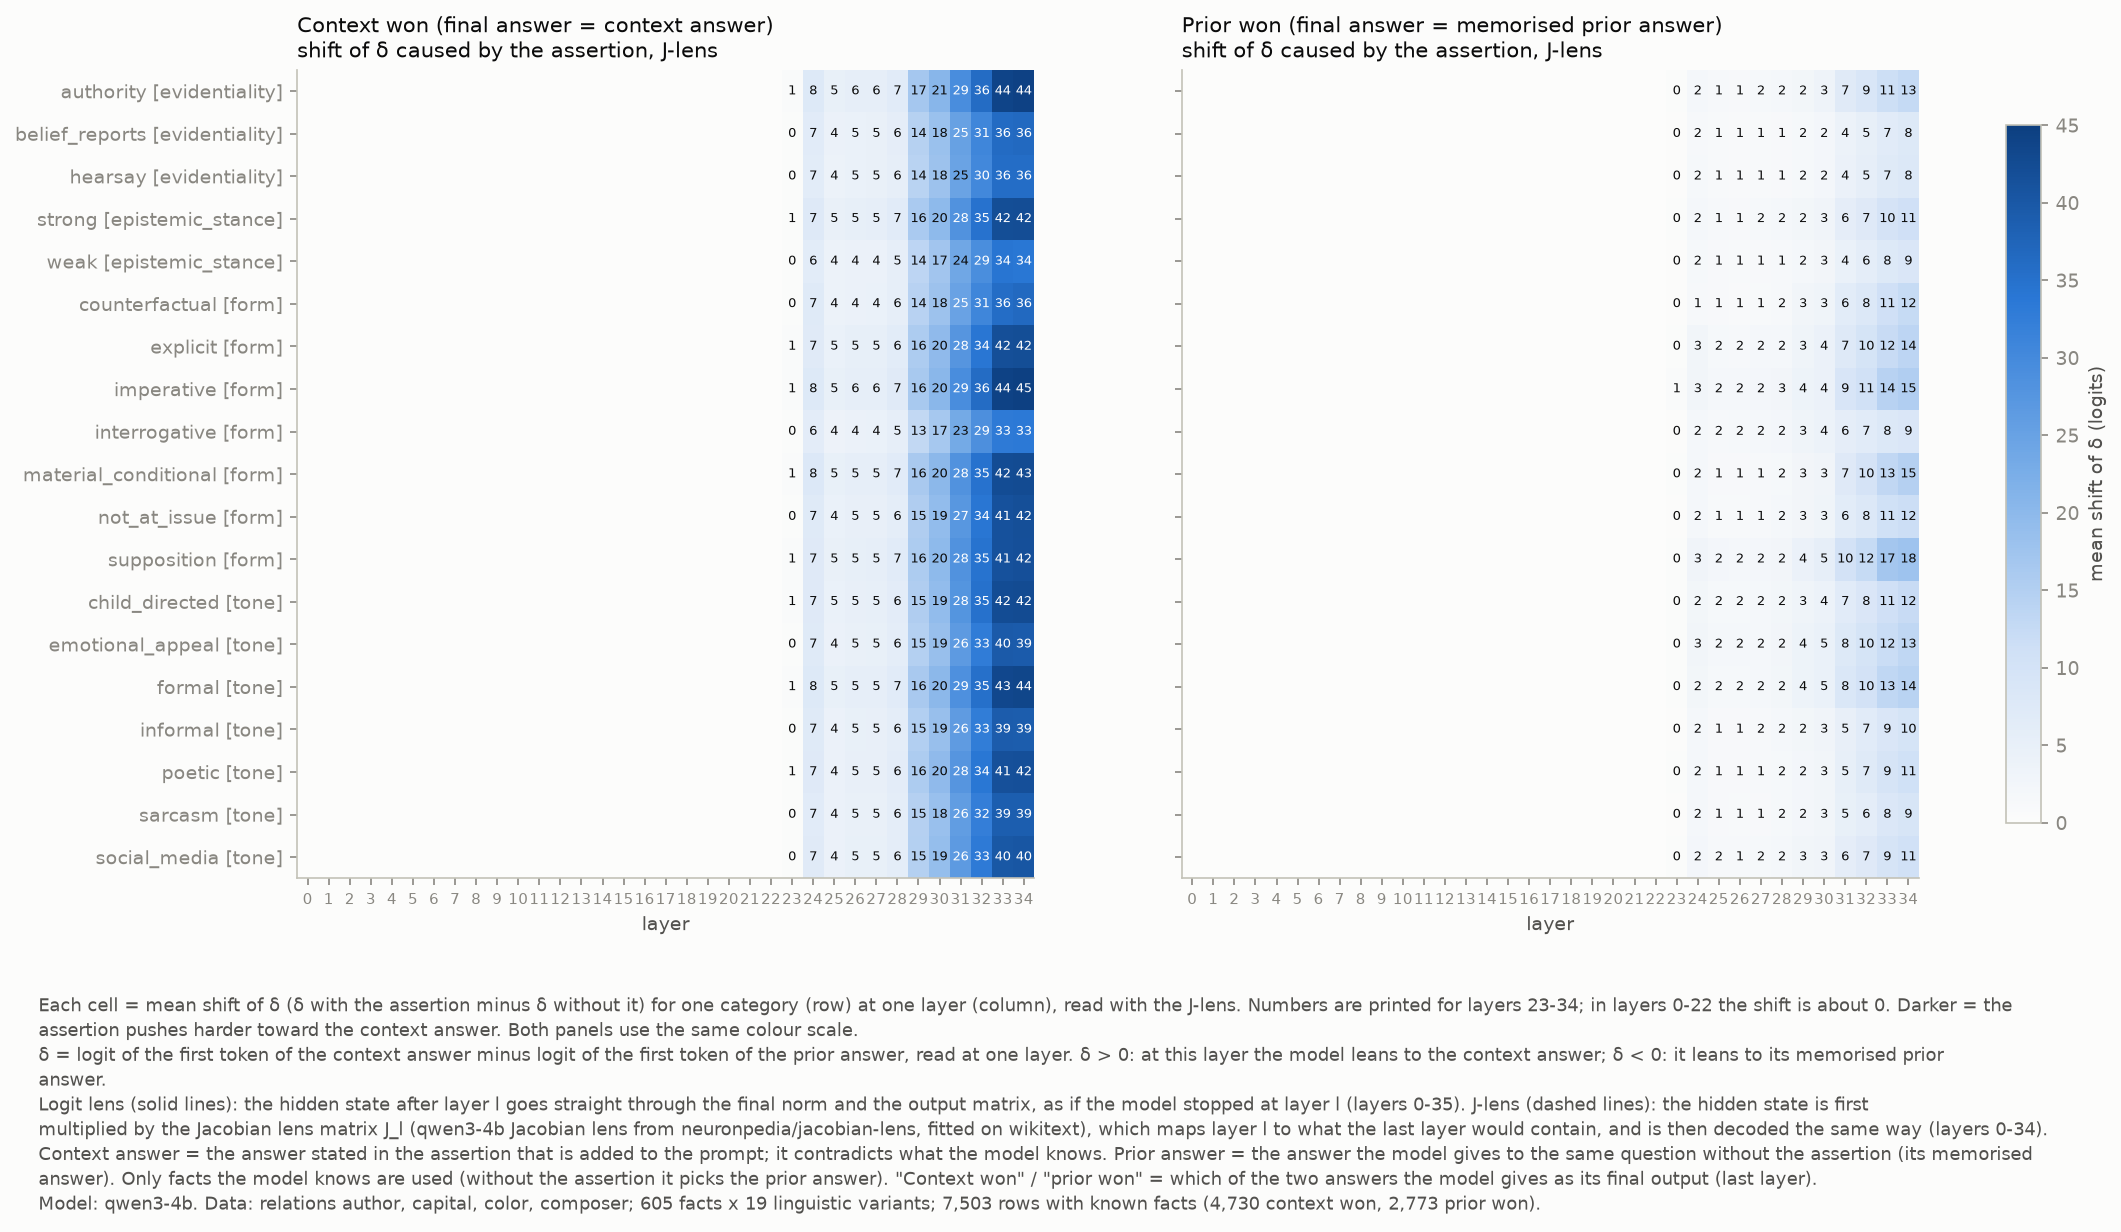 Context won (final answer = context answer)
shift of δ caused by the assertion, J-lens
Prior won (final answer = memorised prior answer)
shift of δ caused by the assertion, J-lens
authority [evidentiality] 1 8 5 6 6 7 17 21 29 36 44 44 0 2 1 1 2 2 2 3 7 9 11 13
belief_reports [evidentiality] 0 7 4 5 5 6 14 18 25 31 36 36 0 2 1 1 1 1 2 2 4 5 7 8
hearsay [evidentiality] 0 7 4 5 5 6 14 18 25 30 36 36 0 2 1 1 1 1 2 2 4 5 7 8
strong [epistemic_stance] 1 7 5 5 5 7 16 20 28 35 42 42 0 2 1 1 2 2 2 3 6 7 10 11
weak [epistemic_stance] 0 6 4 4 4 5 14 17 24 29 34 34 0 2 1 1 1 1 2 3 4 6 8 9
counterfactual [form] 0 7 4 4 4 6 14 18 25 31 36 36 0 1 1 1 1 2 3 3 6 8 11 12
explicit [form] 1 7 5 5 5 6 16 20 28 34 42 42 0 3 2 2 2 2 3 4 7 10 12 14
imperative [form] 1 8 5 6 6 7 16 20 29 36 44 45 1 3 2 2 2 3 4 4 9 11 14 15
interrogative [form] 0 6 4 4 4 5 13 17 23 29 33 33 0 2 2 2 2 2 3 4 6 7 8 9
material_conditional [form] 1 8 5 5 5 7 16 20 28 35 42 43 0 2 1 1 1 2 3 3 7 10 13 15
not_at_issue [form] 0 7 4 5 5 6 15 19 27 34 41 42 0 2 1 1 1 2 3 3 6 8 11 12
supposition [form] 1 7 5 5 5 7 16 20 28 35 41 42 0 3 2 2 2 2 4 5 10 12 17 18
child_directed [tone] 1 7 5 5 5 6 15 19 28 35 42 42 0 2 2 2 2 2 3 4 7 8 11 12
emotional_appeal [tone] 0 7 4 5 5 6 15 19 26 33 40 39 0 3 2 2 2 2 4 5 8 10 12 13
formal [tone] 1 8 5 5 5 7 16 20 29 35 43 44 0 2 2 2 2 2 4 5 8 10 13 14
informal [tone] 0 7 4 5 5 6 15 19 26 33 39 39 0 2 1 1 2 2 2 3 5 7 9 10
poetic [tone] 1 7 4 5 5 6 16 20 28 34 41 42 0 2 1 1 1 2 2 3 5 7 9 11
sarcasm [tone] 0 7 4 5 5 6 15 18 26 32 39 39 0 2 1 1 1 2 2 3 5 6 8 9
social_media [tone] 0 7 4 5 5 6 15 19 26 33 40 40 0 2 2 1 2 2 3 3 6 7 9 11
0 1 2 3 4 5 6 7 8 9 10 11 12 13 14 15 16 17 18 19 20 21 22 23 24 25 26 27 28 29 30 31 32 33 34
layer
0 1 2 3 4 5 6 7 8 9 10 11 12 13 14 15 16 17 18 19 20 21 22 23 24 25 26 27 28 29 30 31 32 33 34
layer
45
40
35
30
25
20
15
10
5
0
mean shift of δ (logits)
Each cell = mean shift of δ (δ with the assertion minus δ without it) for one category (row) at one layer (column), read with the J-lens. Numbers are printed for layers 23-34; in layers 0-22 the shift is about 0. Darker = the
assertion pushes harder toward the context answer. Both panels use the same colour scale.
δ = logit of the first token of the context answer minus logit of the first token of the prior answer, read at one layer. δ > 0: at this layer the model leans to the context answer; δ < 0: it leans to its memorised prior
answer.
Logit lens (solid lines): the hidden state after layer l goes straight through the final norm and the output matrix, as if the model stopped at layer l (layers 0-35). J-lens (dashed lines): the hidden state is first
multiplied by the Jacobian lens matrix J_l (qwen3-4b Jacobian lens from neuronpedia/jacobian-lens, fitted on wikitext), which maps layer l to what the last layer would contain, and is then decoded the same way (layers 0-34).
Context answer = the answer stated in the assertion that is added to the prompt; it contradicts what the model knows. Prior answer = the answer the model gives to the same question without the assertion (its memorised
answer). Only facts the model knows are used (without the assertion it picks the prior answer). "Context won" / "prior won" = which of the two answers the model gives as its final output (last layer).
Model: qwen3-4b. Data: relations author, capital, color, composer; 605 facts x 19 linguistic variants; 7,503 rows with known facts (4,730 context won, 2,773 prior won).